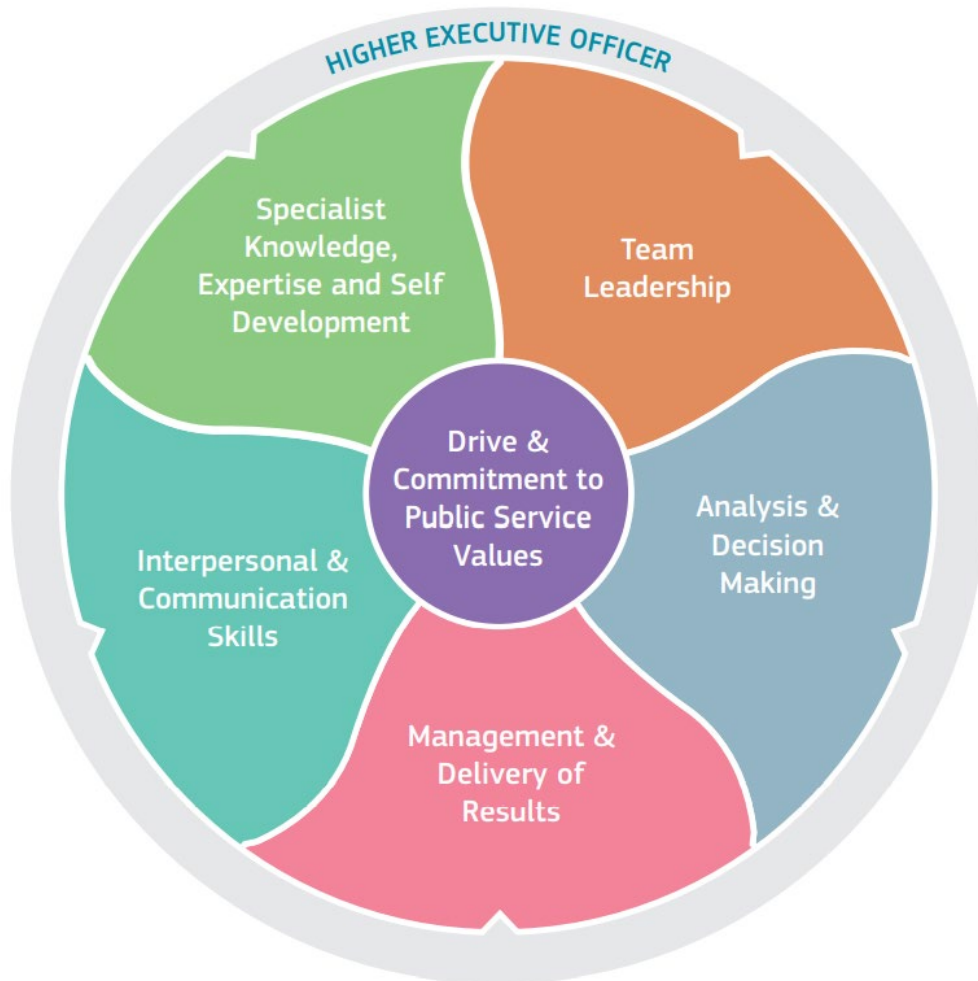 HIGHER EXECUTIVE OFFICER
Specialist
Knowledge,
Expertise and Self
Development
Team
Leadership
Drive &
Commitment to
Public Service
Values
Analysis &
Decision
Making
Interpersonal &
Communication
Skills
Management &
Delivery of
Results